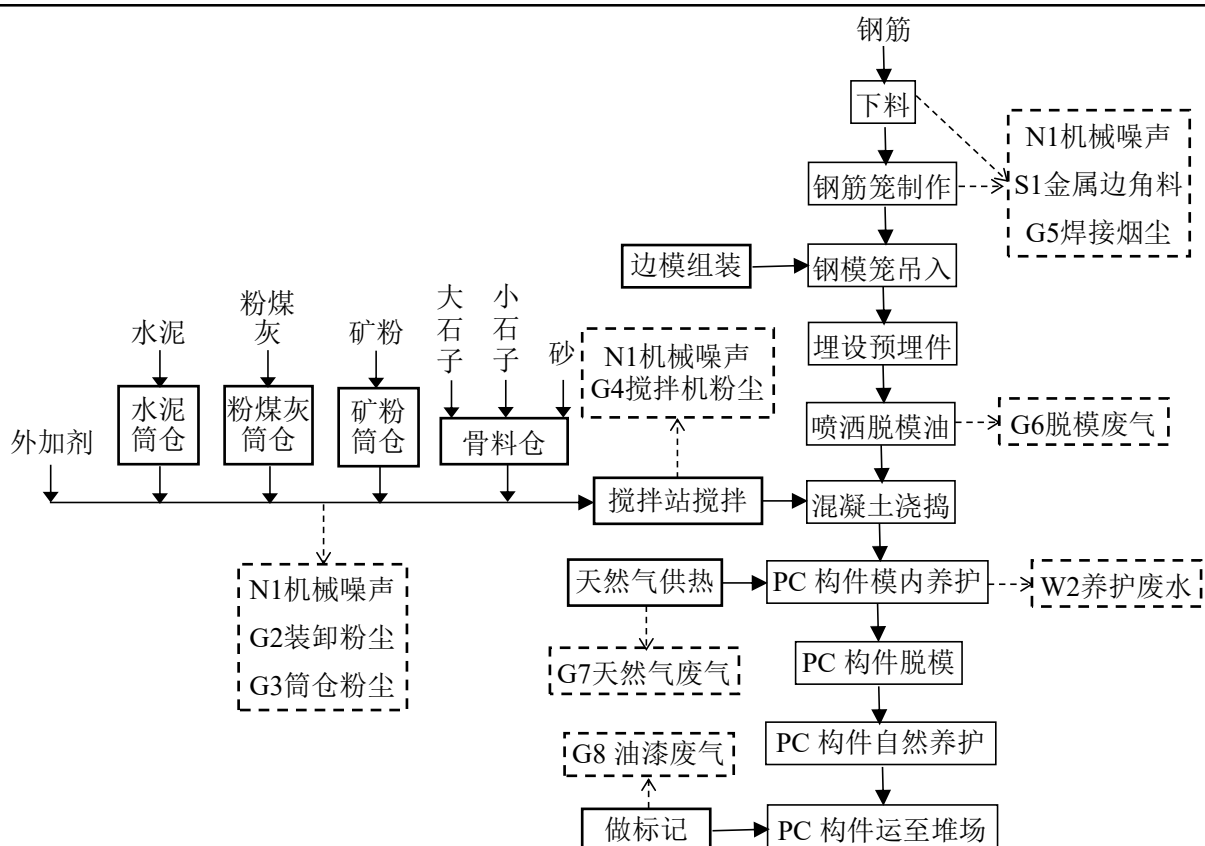 钢筋
下料
N1机械噪声
S1金属边角料
G5焊接烟尘
钢筋笼制作
边模组装
钢模笼吊入
水泥
粉煤
灰
矿粉
大
石
子
小
石
子
砂
N1机械噪声
G4搅拌机粉尘
埋设预埋件
外加剂
水泥
筒仓
粉煤灰
筒仓
矿粉
筒仓
骨料仓
喷洒脱模油
G6脱模废气
搅拌站搅拌
混凝土浇捣
N1机械噪声
G2装卸粉尘
G3筒仓粉尘
天然气供热
PC 构件模内养护
W2养护废水
G7天然气废气
PC 构件脱模
G8 油漆废气
PC 构件自然养护
做标记
PC 构件运至堆场